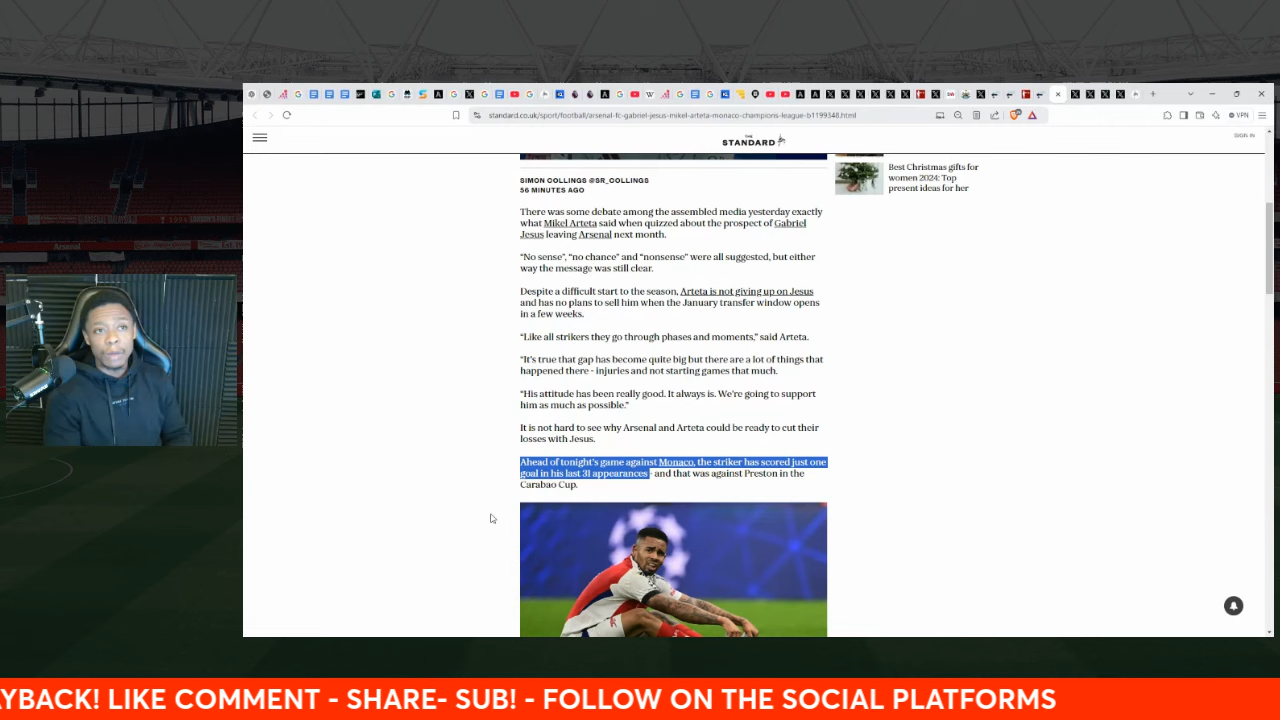 standard.co.uk/sport/football/arsenal-fc-gabriel-jesus-mikel-arteta-monaco-champions-league-b1199348.html
VPN
THE
STANDARD
SIGN IN
SIMON COLLINGS @SR_COLLINGS
56 MINUTES AGO
Best Christmas gifts for
women 2024: Top
present ideas for her
There was some debate among the assembled media yesterday exactly
what Mikel Arteta said when quizzed about the prospect of Gabriel
Jesus leaving Arsenal next month.
“No sense”, “no chance” and “nonsense” were all suggested, but either
way the message was still clear.
Despite a difficult start to the season, Arteta is not giving up on Jesus
and has no plans to sell him when the January transfer window opens
in a few weeks.
“Like all strikers they go through phases and moments,” said Arteta.
“It's true that gap has become quite big but there are a lot of things that
happened there - injuries and not starting games that much.
“His attitude has been really good. It always is. We're going to support
him as much as possible.”
It is not hard to see why Arsenal and Arteta could be ready to cut their
losses with Jesus.
Ahead of tonight's game against Monaco, the striker has scored just one
goal in his last 31 appearances - and that was against Preston in the
Carabao Cup.
AYBACK! LIKE COMMENT - SHARE- SUB! - FOLLOW ON THE SOCIAL PLATFORMS